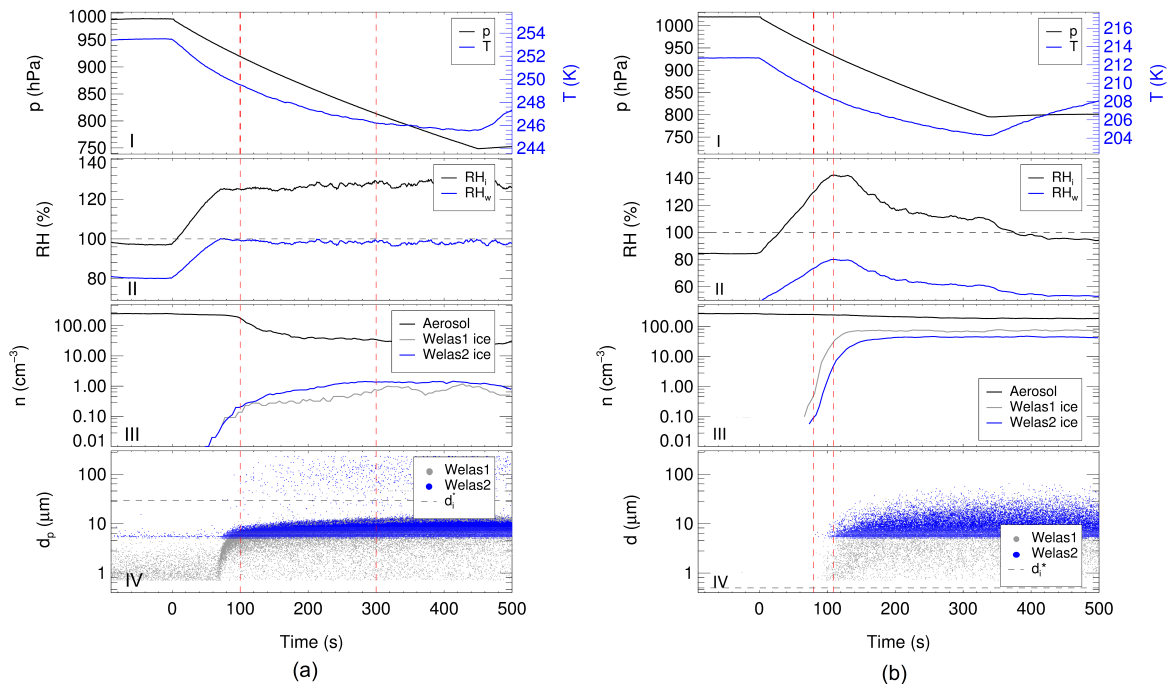 1000
950
900
850
800
750
p (hPa)
p
T
254
252
250
248
246
244
T (K)
I
140
120
100
80
RH (%)
RHi
RHw
II
100.00
10.00
1.00
0.10
0.01
n (cm−3)
Aerosol
Welas1 ice
Welas2 ice
III
100
10
1
dp (µm)
Welas1
Welas2
di*
IV
0 100 200 300 400 500
Time (s)
(a)
1000
950
900
850
800
750
p (hPa)
p
T
216
214
212
210
208
206
204
T (K)
I
140
120
100
80
60
RH (%)
RHi
RHw
II
100.00
10.00
1.00
0.10
0.01
n (cm−3)
Aerosol
Welas1 ice
Welas2 ice
III
100
10
1
d (µm)
Welas1
Welas2
di*
IV
0 100 200 300 400 500
Time (s)
(b)